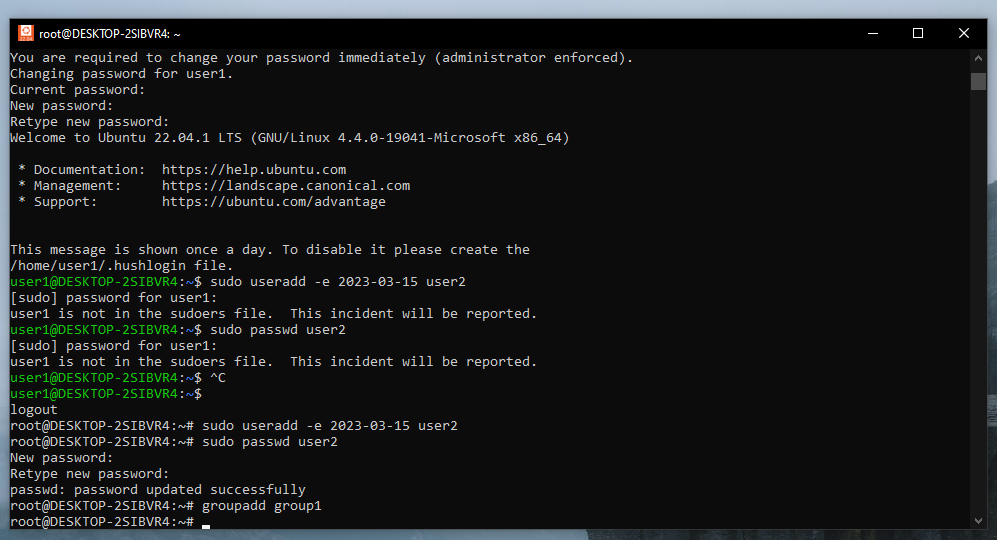 root@DESKTOP-2SIBVR4: ~
You are required to change your password immediately (administrator enforced).
Changing password for user1.
Current password:
New password:
Retype new password:
Welcome to Ubuntu 22.04.1 LTS (GNU/Linux 4.4.0-19041-Microsoft x86_64)
* Documentation:  https://help.ubuntu.com
* Management:     https://landscape.canonical.com
* Support:        https://ubuntu.com/advantage
This message is shown once a day. To disable it please create the
/home/user1/.hushlogin file.
user1@DESKTOP-2SIBVR4:~$ sudo useradd -e 2023-03-15 user2
[sudo] password for user1:
user1 is not in the sudoers file.  This incident will be reported.
user1@DESKTOP-2SIBVR4:~$ sudo passwd user2
[sudo] password for user1:
user1 is not in the sudoers file.  This incident will be reported.
user1@DESKTOP-2SIBVR4:~$ ^C
user1@DESKTOP-2SIBVR4:~$
logout
root@DESKTOP-2SIBVR4:~# sudo useradd -e 2023-03-15 user2
root@DESKTOP-2SIBVR4:~# sudo passwd user2
New password:
Retype new password:
passwd: password updated successfully
root@DESKTOP-2SIBVR4:~# groupadd group1
root@DESKTOP-2SIBVR4:~#